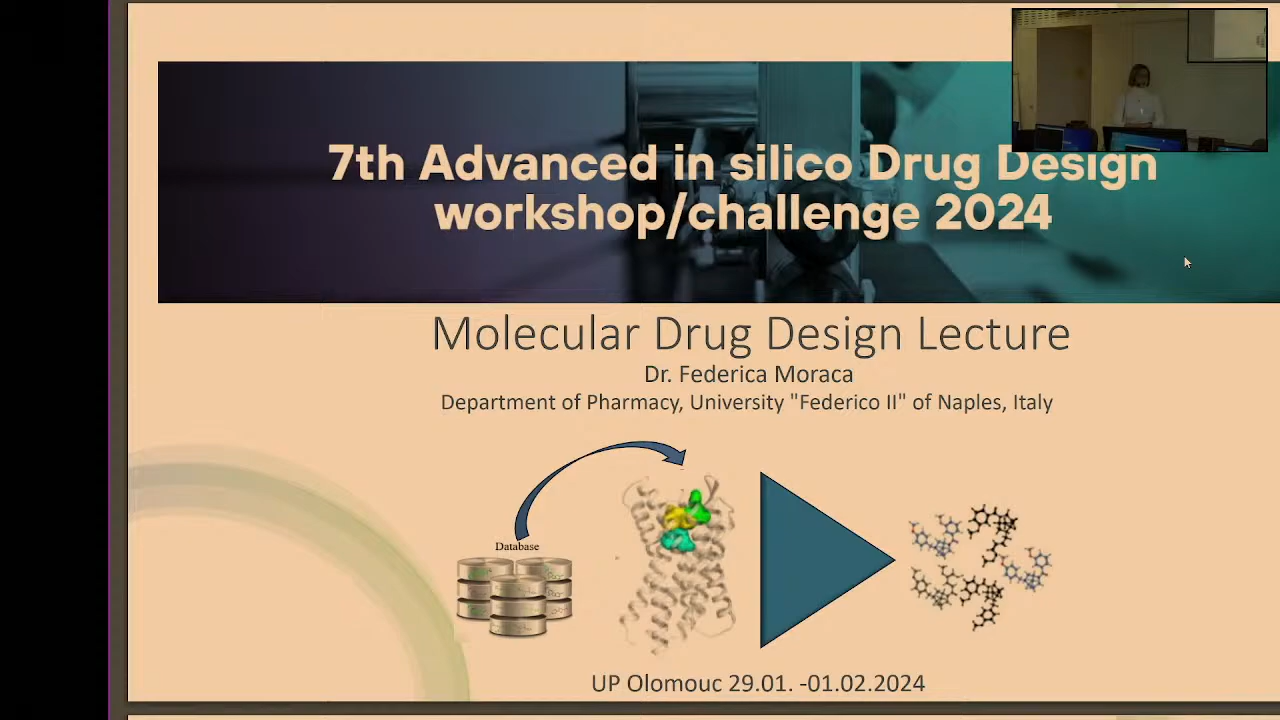 7th Advanced in silico Drug Design
workshop/challenge 2024
Molecular Drug Design Lecture
Dr. Federica Moraca
Department of Pharmacy, University "Federico II" of Naples, Italy
Database
UP Olomouc 29.01. -01.02.2024